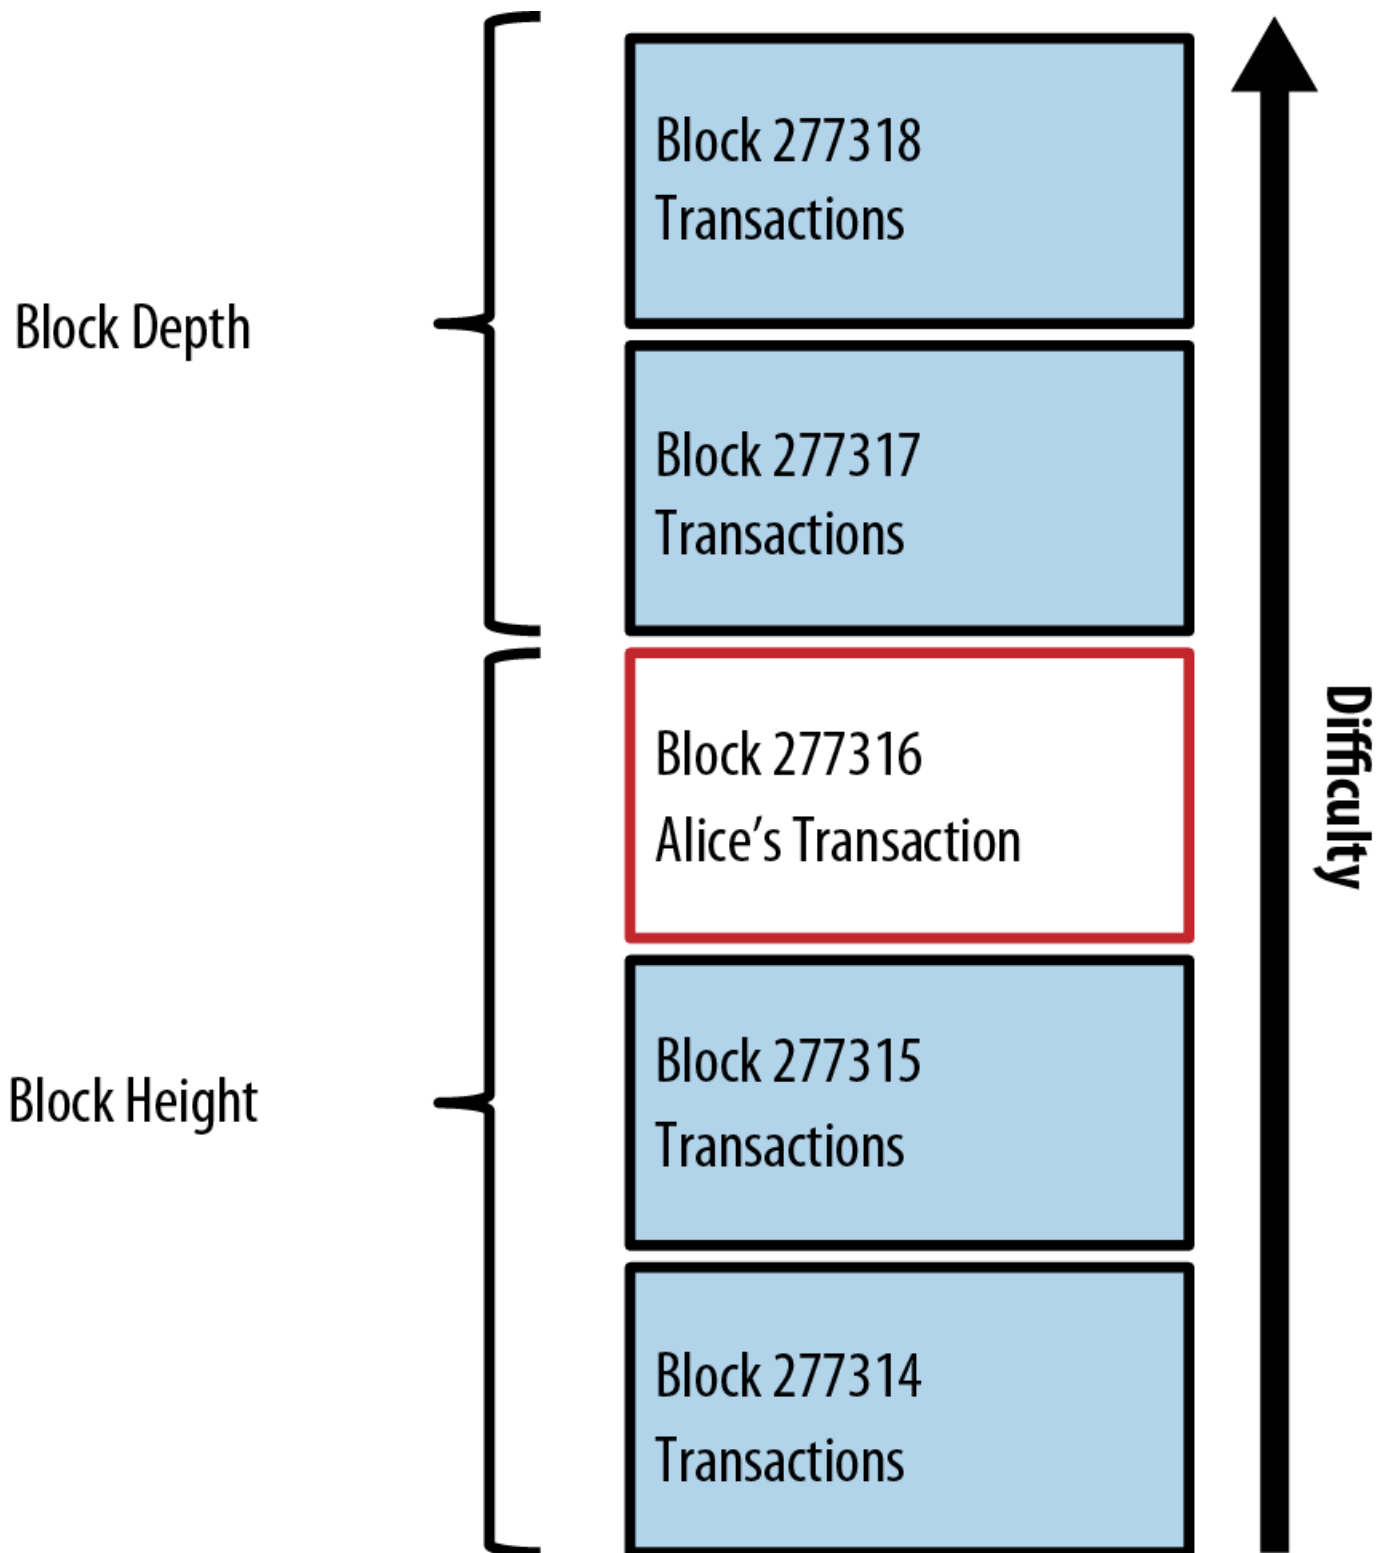 Block 277318
Transactions
Block Depth
Block 277317
Transactions
Block 277316
Alice’s Transaction
Difficulty
Block 277315
Transactions
Block Height
Block 277314
Transactions